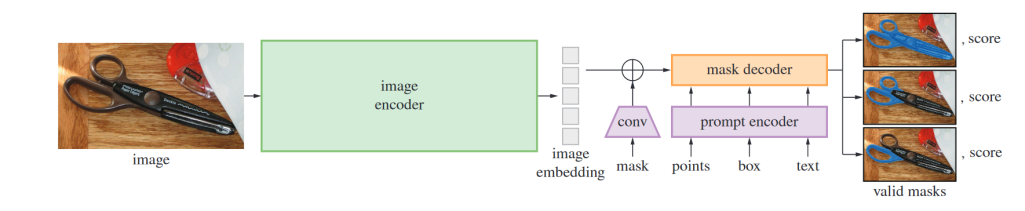 image
encoder
image
image
embedding
mask
conv
mask decoder
prompt encoder
points
box
text
, score
, score
, score
valid masks